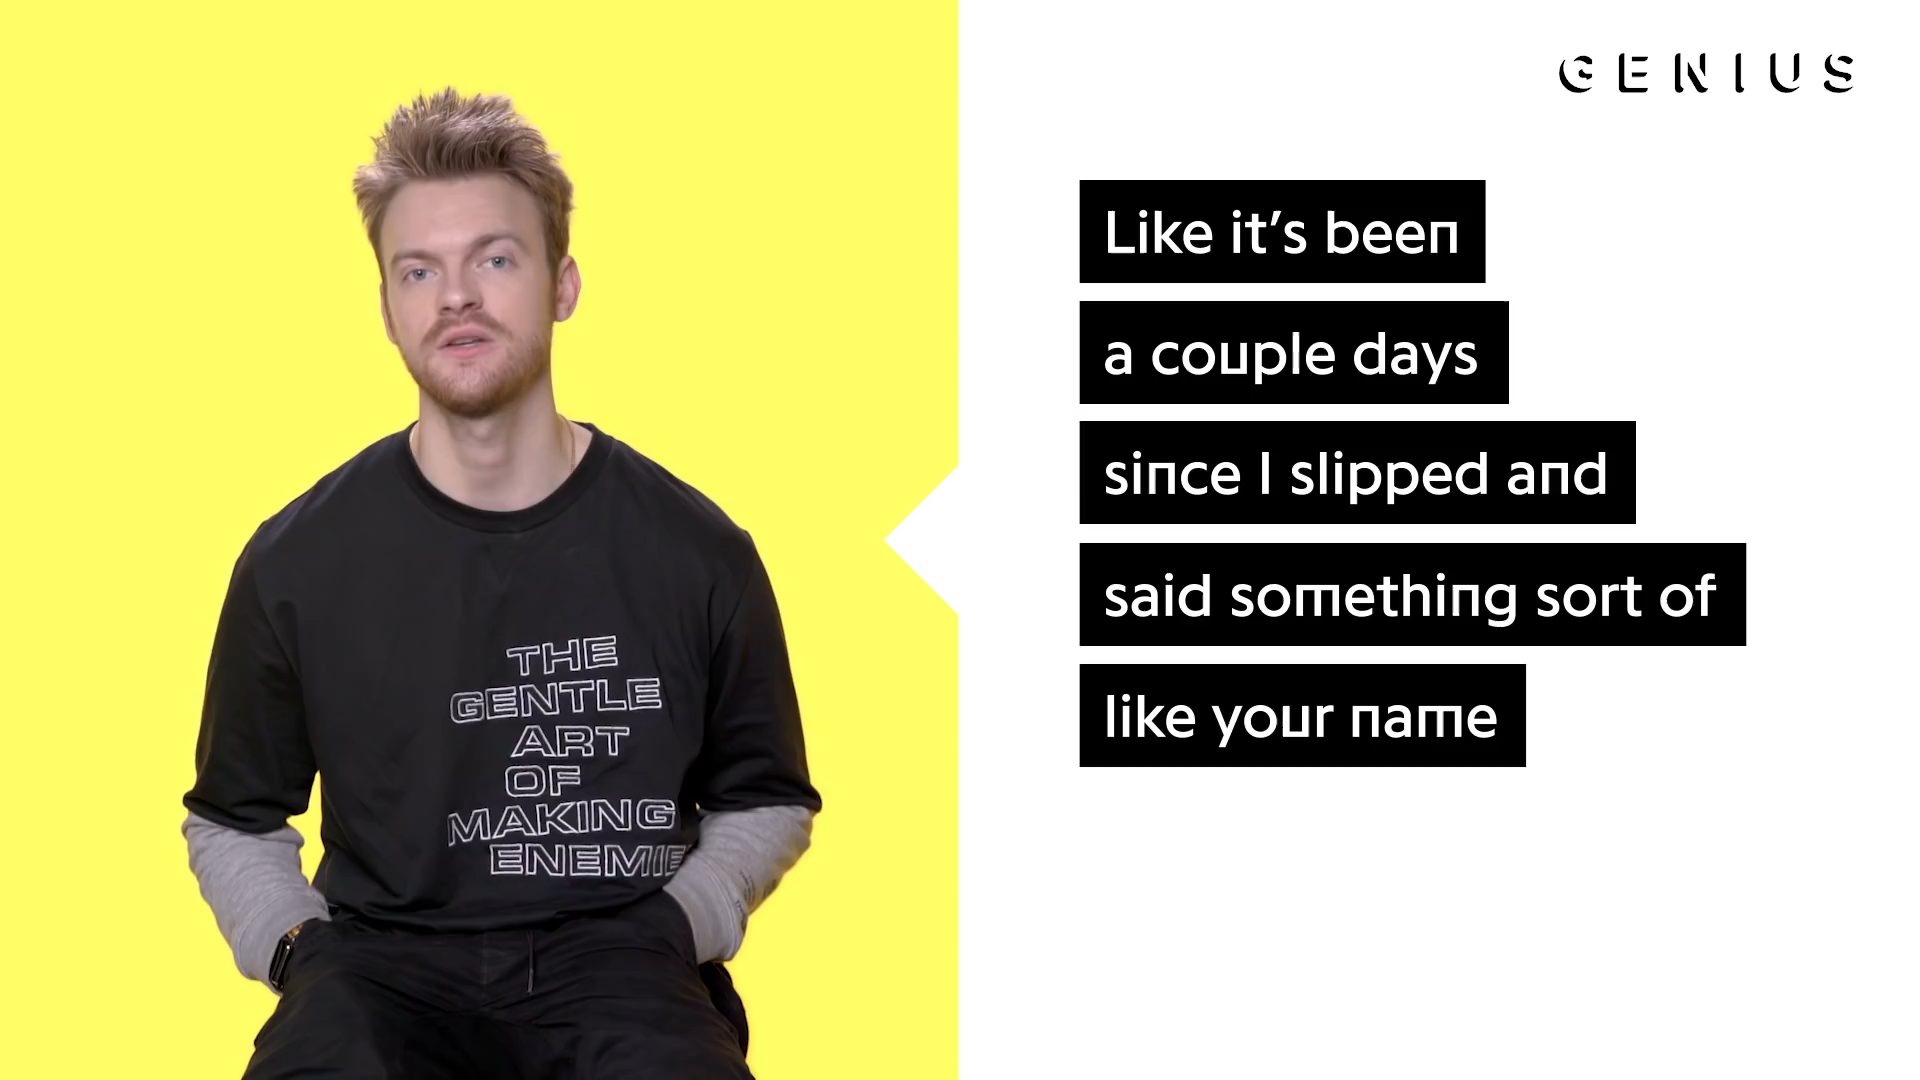 GENIUS
Like it's been
a couple days
since I slipped and
said something sort of
like your name
THE
GENTLE
ART
OF
MAKING
ENEMIE